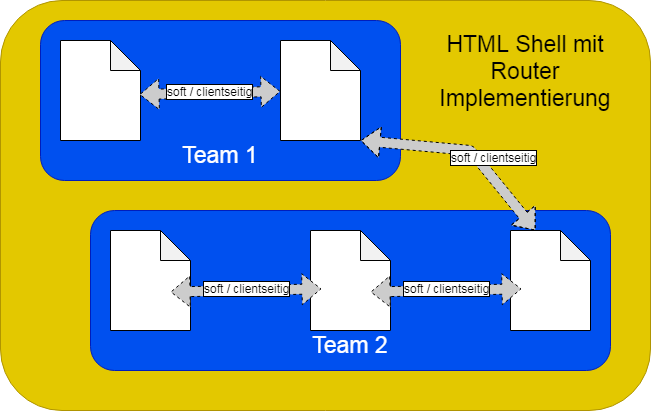 HTML Shell mit
Router
Implementierung
soft / clientseitig
Team 1
soft / clientseitig
soft / clientseitig
soft / clientseitig
Team 2